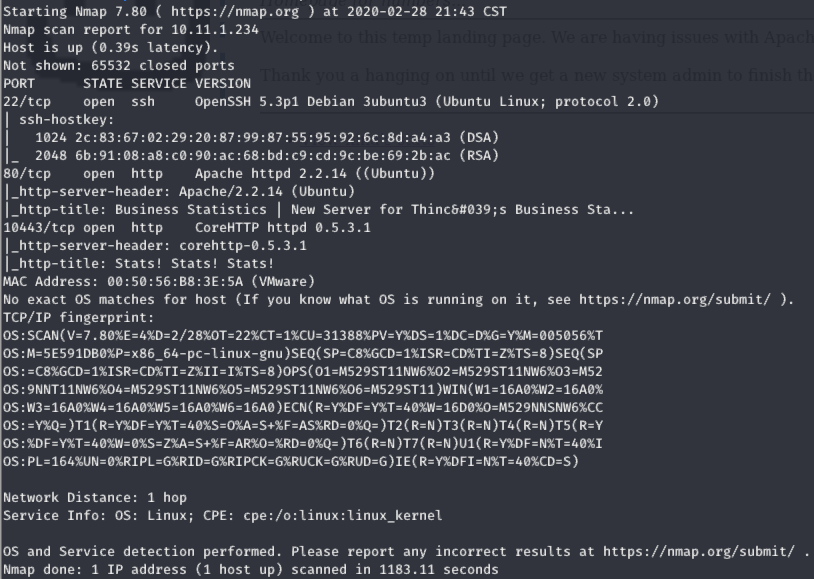 Starting Nmap 7.80 ( https://nmap.org ) at 2020-02-28 21:43 CST
Nmap scan report for 10.11.1.234
Host is up (0.39s latency).
Welcome to this temp landing page. We are having issues with Apach
Not shown: 65532 closed ports
Thank you a hanging on until we get a new system admin to finish th
PORT STATE SERVICE VERSION
22/tcp open ssh OpenSSH 5.3p1 Debian 3ubuntu3 (Ubuntu Linux; protocol 2.0)
| ssh-hostkey:
| 1024 2c:83:67:02:29:20:87:99:87:55:95:92:6c:8d:a4:a3 (DSA)
|_ 2048 6b:91:08:a8:c0:90:ac:68:bd:c9:cd:9c:be:69:2b:ac (RSA)
80/tcp open http Apache httpd 2.2.14 ((Ubuntu))
|_http-server-header: Apache/2.2.14 (Ubuntu)
|_http-title: Business Statistics | New Server for Thinc&#039;s Business Sta...
10443/tcp open http CoreHTTP httpd 0.5.3.1
|_http-server-header: corehttp-0.5.3.1
|_http-title: Stats! Stats! Stats!
MAC Address: 00:50:56:B8:3E:5A (VMware)
No exact OS matches for host (If you know what OS is running on it, see https://nmap.org/submit/ ).
TCP/IP fingerprint:
OS:SCAN(V=7.80%E=4%D=2/28%OT=22%CT=1%CU=31388%PV=Y%DS=1%DC=D%G=Y%M=005056%T
OS:M=5E591DB0%P=x86_64-pc-linux-gnu)SEQ(SP=C8%GCD=1%ISR=CD%TI=Z%TS=8)SEQ(SP
OS:=C8%GCD=1%ISR=CD%TI=Z%II=I%TS=8)OPS(O1=M529ST11NW6%O2=M529ST11NW6%O3=M52
OS:9NNT11NW6%O4=M529ST11NW6%O5=M529ST11NW6%O6=M529ST11)WIN(W1=16A0%W2=16A0%
OS:W3=16A0%W4=16A0%W5=16A0%W6=16A0)ECN(R=Y%DF=Y%T=40%W=16D0%O=M529NNSNW6%CC
OS:=Y%Q=)T1(R=Y%DF=Y%T=40%S=O%A=S+%F=AS%RD=0%Q=)T2(R=N)T3(R=N)T4(R=N)T5(R=Y
OS:%DF=Y%T=40%W=0%S=Z%A=S+%F=AR%O=%RD=0%Q=)T6(R=N)T7(R=N)U1(R=Y%DF=N%T=40%I
OS:PL=164%UN=0%RIPL=G%RID=G%RIPCK=G%RUCK=G%RUD=G)IE(R=Y%DFI=N%T=40%CD=S)
Network Distance: 1 hop
Service Info: OS: Linux; CPE: cpe:/o:linux:linux_kernel
OS and Service detection performed. Please report any incorrect results at https://nmap.org/submit/ .
Nmap done: 1 IP address (1 host up) scanned in 1183.11 seconds